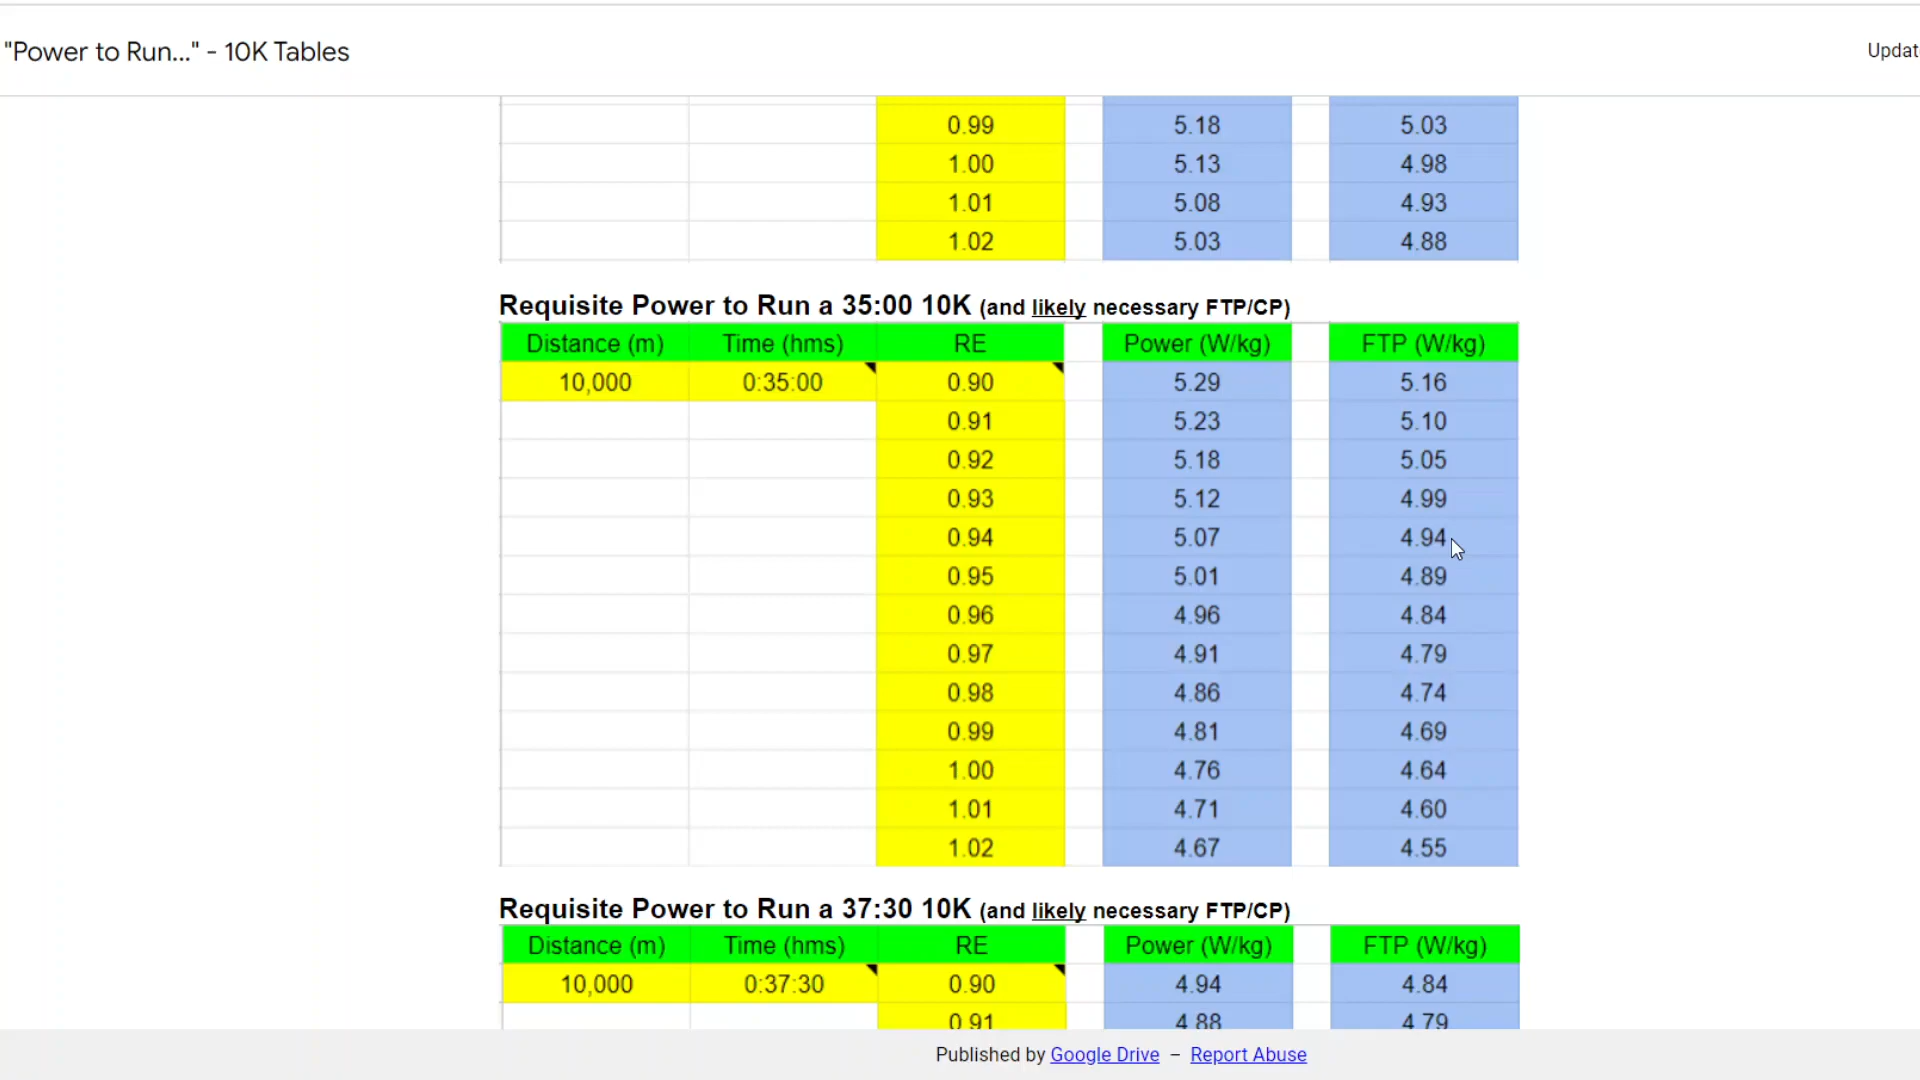 "Power to Run..." - 10K Tables
Updat
0.99 5.18 5.03
1.00 5.13 4.98
1.01 5.08 4.93
1.02 5.03 4.88
Requisite Power to Run a 35:00 10K (and likely necessary FTP/CP)
Distance (m) Time (hms) RE Power (W/kg) FTP (W/kg)
10,000 0:35:00 0.90 5.29 5.16
0.91 5.23 5.10
0.92 5.18 5.05
0.93 5.12 4.99
0.94 5.07 4.94
0.95 5.01 4.89
0.96 4.96 4.84
0.97 4.91 4.79
0.98 4.86 4.74
0.99 4.81 4.69
1.00 4.76 4.64
1.01 4.71 4.60
1.02 4.67 4.55
Requisite Power to Run a 37:30 10K (and likely necessary FTP/CP)
Distance (m) Time (hms) RE Power (W/kg) FTP (W/kg)
10,000 0:37:30 0.90 4.94 4.84
0.91 4.88 4.79
Published by Google Drive – Report Abuse